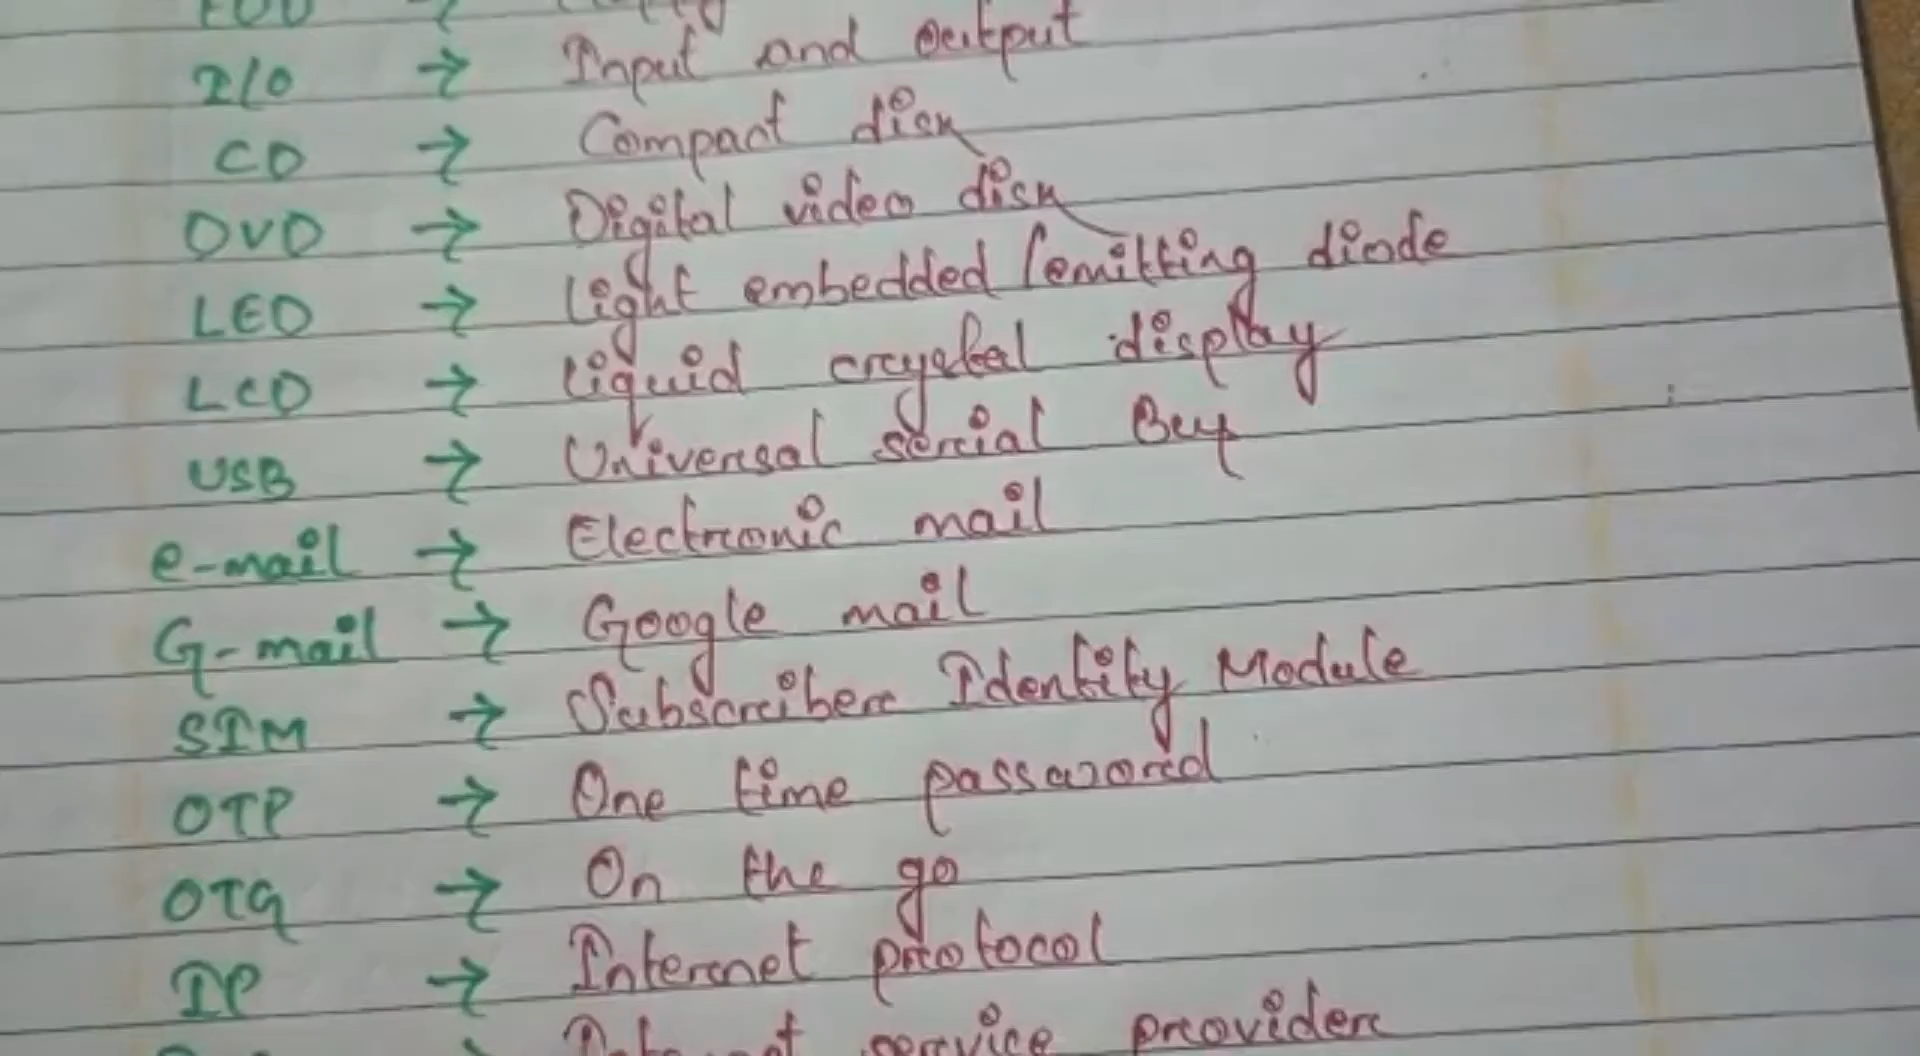 I/O → Input and output
CD → Compact disk
DVD → Digital video disk
LED → Light embedded/emitting diode
LCD → Liquid crystal display
USB → Universal serial Bus
e-mail → Electronic mail
G-mail → Google mail
SIM → Subscriber Identity Module
OTP → One time password
OTG → On the go
IP → Internet protocol
Internet service provider